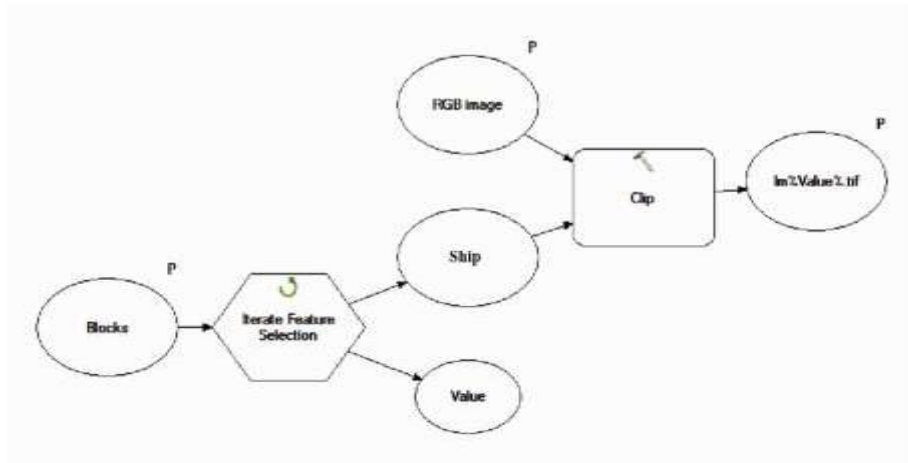 P
RGB image
P
Clip
Im%Value%.tif
Ship
P
Blocks
Iterate Feature
Selection
Value